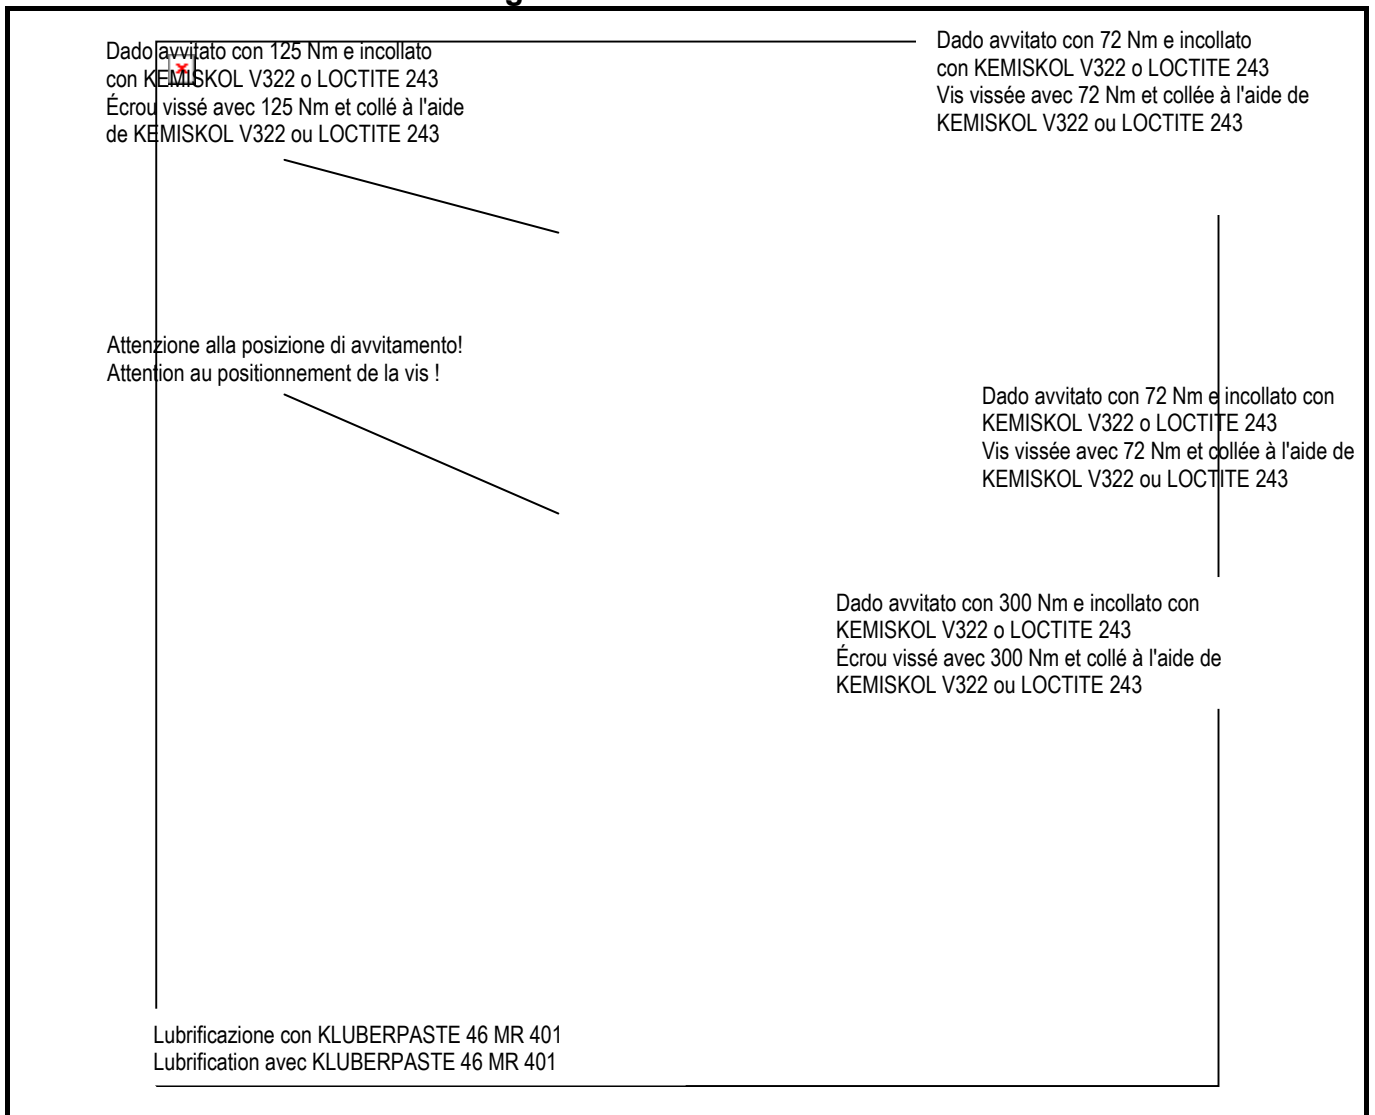 Dado avvitato con 125 Nm e incollato
con KEMISKOL V322 o LOCTITE 243
Écrou vissé avec 125 Nm et collé à l'aide
de KEMISKOL V322 ou LOCTITE 243
Dado avvitato con 72 Nm e incollato
con KEMISKOL V322 o LOCTITE 243
Vis vissée avec 72 Nm et collée à l'aide de
KEMISKOL V322 ou LOCTITE 243
Attenzione alla posizione di avvitamento!
Attention au positionnement de la vis !
Dado avvitato con 72 Nm e incollato con
KEMISKOL V322 o LOCTITE 243
Vis vissée avec 72 Nm et collée à l'aide de
KEMISKOL V322 ou LOCTITE 243
Dado avvitato con 300 Nm e incollato con
KEMISKOL V322 o LOCTITE 243
Écrou vissé avec 300 Nm et collé à l'aide de
KEMISKOL V322 ou LOCTITE 243
Lubrificazione con KLUBERPASTE 46 MR 401
Lubrification avec KLUBERPASTE 46 MR 401